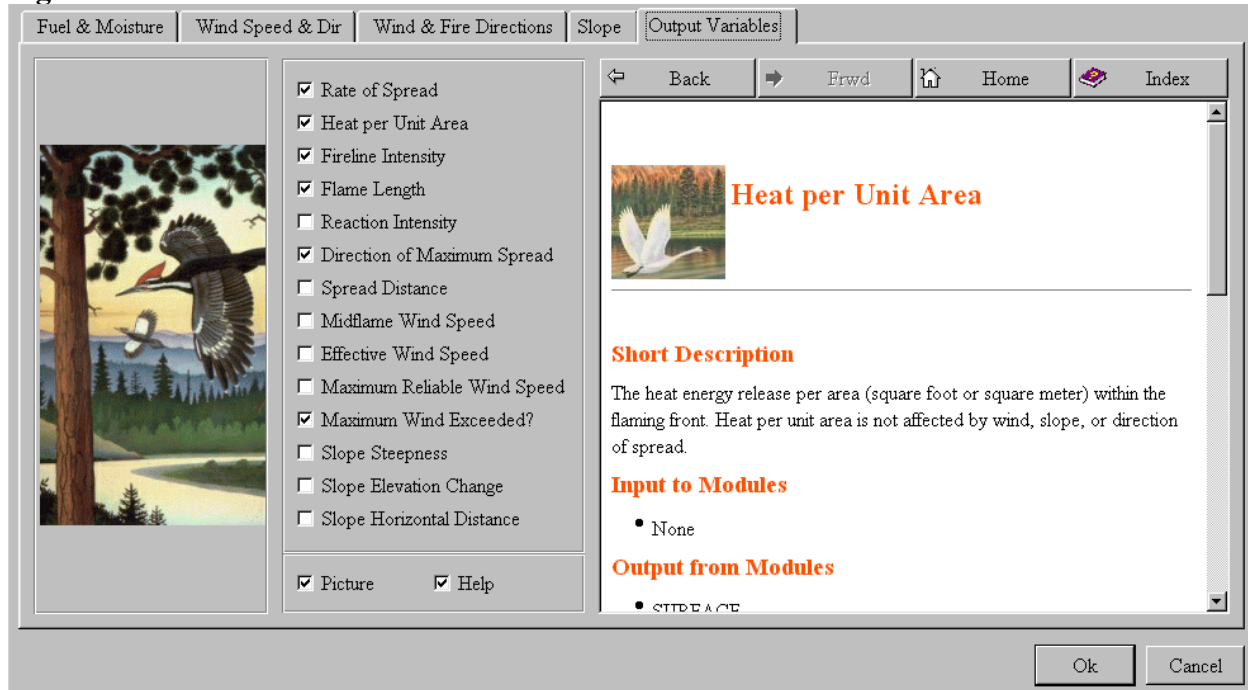 Fuel & Moisture
Wind Speed & Dir
Wind & Fire Directions
Slope
Output Variables
Rate of Spread
Heat per Unit Area
Fireline Intensity
Flame Length
Reaction Intensity
Direction of Maximum Spread
Spread Distance
Midflame Wind Speed
Effective Wind Speed
Maximum Reliable Wind Speed
Maximum Wind Exceeded?
Slope Steepness
Slope Elevation Change
Slope Horizontal Distance
Picture
Help
Back
Frwd
Home
Index
Heat per Unit Area
Short Description
The heat energy release per area (square foot or square meter) within the
flaming front. Heat per unit area is not affected by wind, slope, or direction
of spread.
Input to Modules
None
Output from Modules
SURFACE
Ok
Cancel